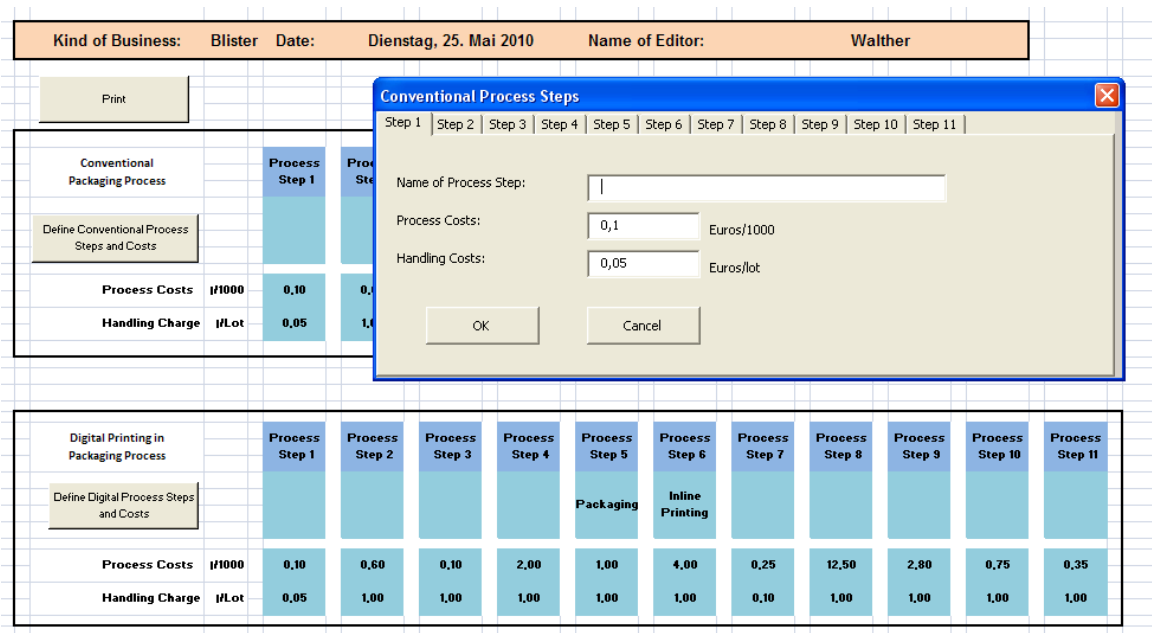 Kind of Business: Blister Date: Dienstag, 25. Mai 2010 Name of Editor: Walther
Print
Conventional Process Steps
Step 1 Step 2 Step 3 Step 4 Step 5 Step 6 Step 7 Step 8 Step 9 Step 10 Step 11
Name of Process Step:
Process Costs: 0,1 Euros/1000
Handling Costs: 0,05 Euros/lot
OK Cancel
Conventional
Packaging Process
Process
Step 1
Define Conventional Process
Steps and Costs
Process Costs /1000 0,10
Handling Charge /Lot 0,05
Digital Printing in
Packaging Process
Process Process Process Process Process Process Process Process Process Process Process
Step 1 Step 2 Step 3 Step 4 Step 5 Step 6 Step 7 Step 8 Step 9 Step 10 Step 11
Define Digital Process Steps
and Costs
Packaging
Inline
Printing
Process Costs /1000 0,10 0,60 0,10 2,00 1,00 4,00 0,25 12,50 2,80 0,75 0,35
Handling Charge /Lot 0,05 1,00 1,00 1,00 1,00 1,00 0,10 1,00 1,00 1,00 1,00